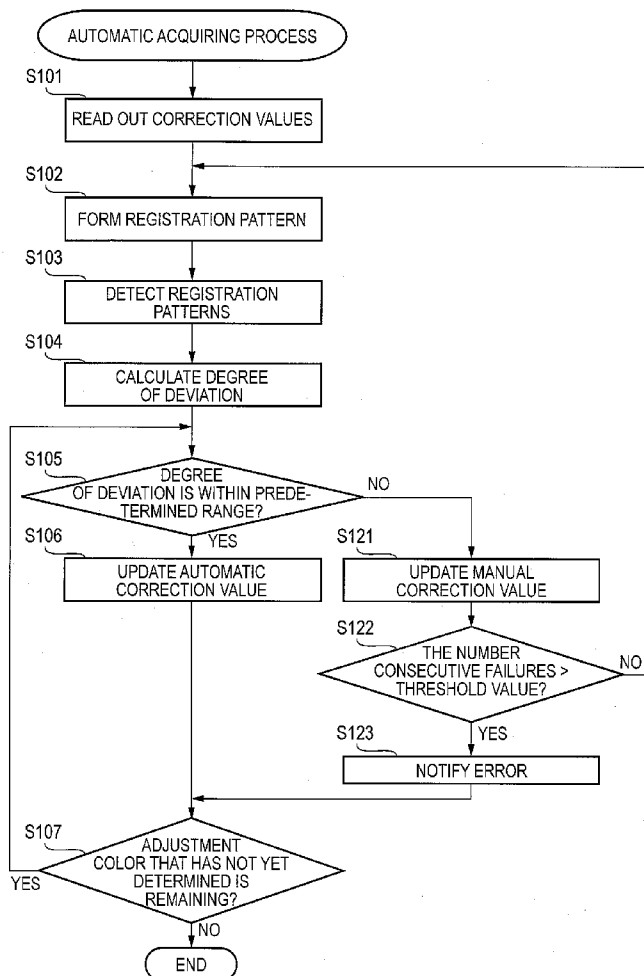 AUTOMATIC ACQUIRING PROCESS
S101
READ OUT CORRECTION VALUES
S102
FORM REGISTRATION PATTERN
S103
DETECT REGISTRATION
PATTERNS
S104
CALCULATE DEGREE
OF DEVIATION
S105
DEGREE
OF DEVIATION IS WITHIN PREDE-
TERMINED RANGE?
NO
YES
S106
UPDATE AUTOMATIC
CORRECTION VALUE
S121
UPDATE MANUAL
CORRECTION VALUE
S122
THE NUMBER
CONSECUTIVE FAILURES >
THRESHOLD VALUE?
NO
YES
S123
NOTIFY ERROR
S107
ADJUSTMENT
COLOR THAT HAS NOT YET
DETERMINED IS
REMAINING?
YES
NO
END